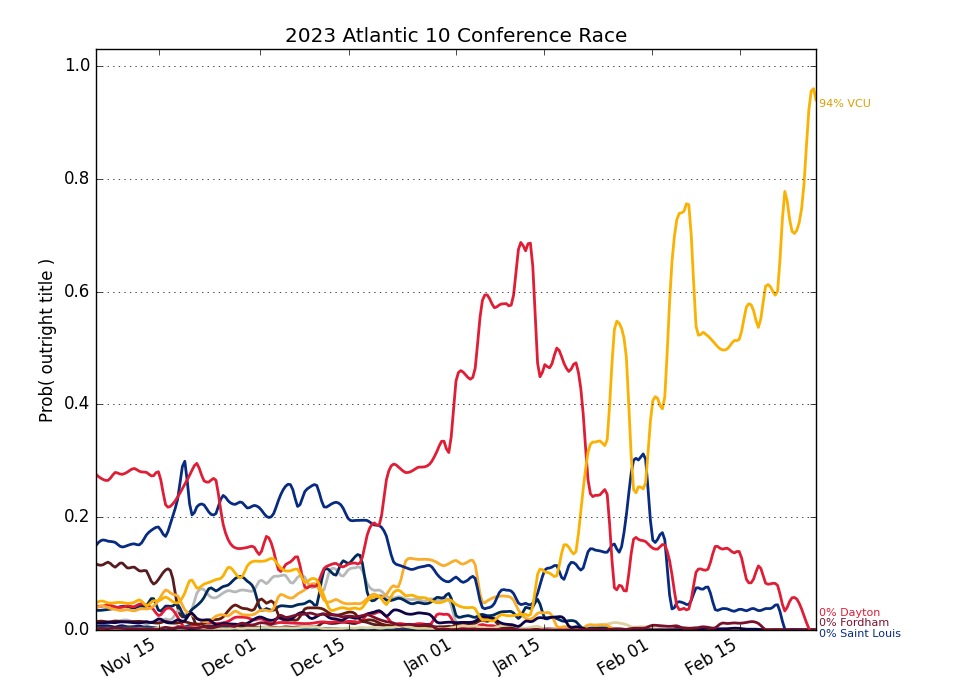 2023 Atlantic 10 Conference Race
Prob( outright title )
1.0
0.8
0.6
0.4
0.2
0.0
Nov 15
Dec 01
Dec 15
Jan 01
Jan 15
Feb 01
Feb 15
94% VCU
0% Dayton
0% Fordham
0% Saint Louis